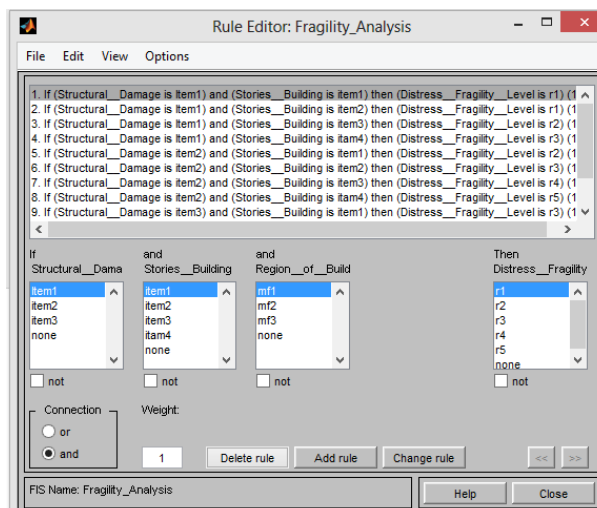 Rule Editor: Fragility_Analysis
File Edit View Options
1. If (Structural__Damage is Item1) and (Stories__Building is item1) then (Distress__Fragility__Level is r1) (1
2. If (Structural__Damage is Item1) and (Stories__Building is item2) then (Distress__Fragility__Level is r1) (1
3. If (Structural__Damage is Item1) and (Stories__Building is item3) then (Distress__Fragility__Level is r2) (1
4. If (Structural__Damage is Item1) and (Stories__Building is itam4) then (Distress__Fragility__Level is r3) (1
5. If (Structural__Damage is item2) and (Stories__Building is item1) then (Distress__Fragility__Level is r2) (1
6. If (Structural__Damage is item2) and (Stories__Building is item2) then (Distress__Fragility__Level is r3) (1
7. If (Structural__Damage is item2) and (Stories__Building is item3) then (Distress__Fragility__Level is r4) (1
8. If (Structural__Damage is item2) and (Stories__Building is itam4) then (Distress__Fragility__Level is r5) (1
9. If (Structural__Damage is item3) and (Stories__Building is item1) then (Distress__Fragility__Level is r3) (1
If and and Then
Structural__Dama Stories__Building Region__of__Build Distress__Fragility
Item1 item1 mf1 r1
item2 item2 mf2 r2
item3 item3 mf3 r3
none itam4 none r4
none r5
none
not not not not
Connection Weight:
or
and 1 Delete rule Add rule Change rule << >>
FIS Name: Fragility_Analysis Help Close